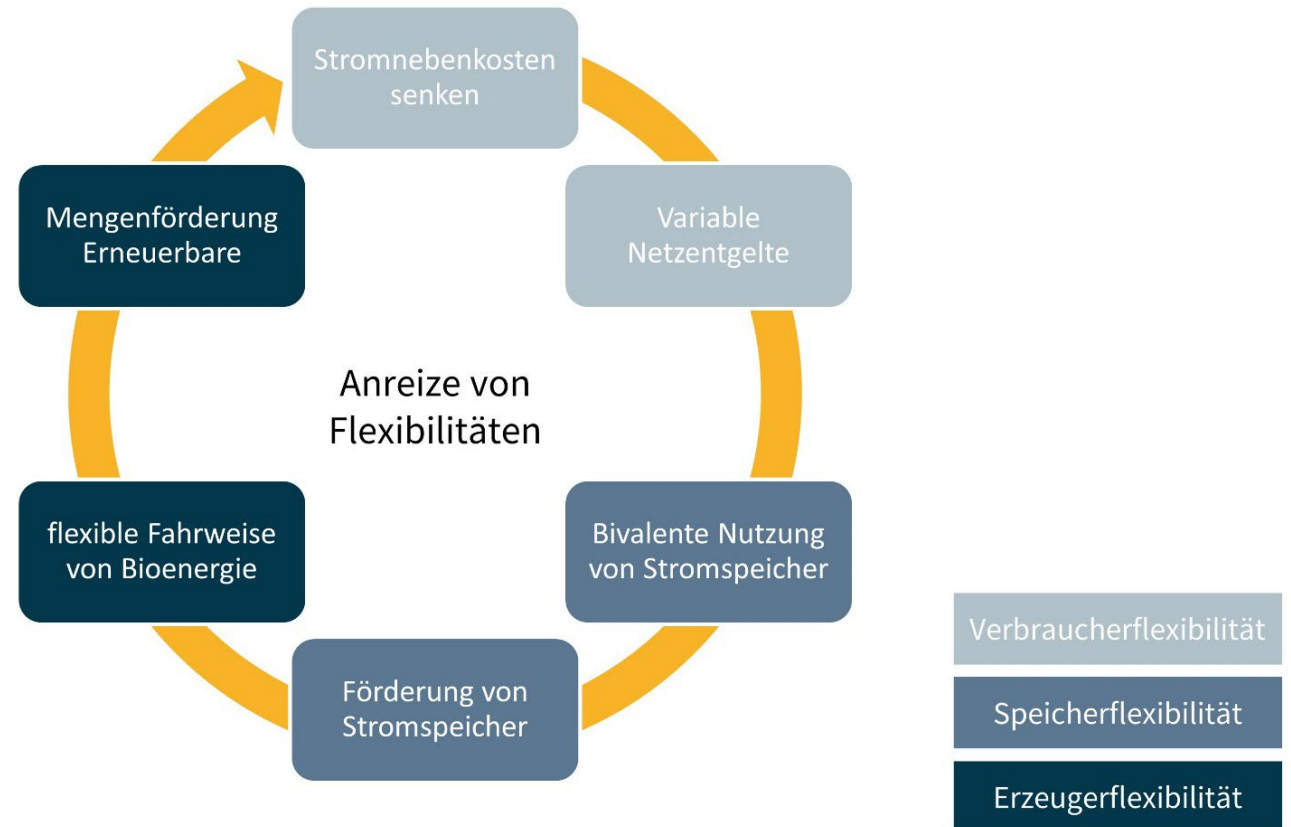 Stromnebenkosten
senken
Variable
Netzentgelte
Bivalente Nutzung
von Stromspeicher
Förderung von
Stromspeicher
flexible Fahrweise
von Bioenergie
Mengenförderung
Erneuerbare
Anreize von
Flexibilitäten
Verbraucherflexibilität
Speicherflexibilität
Erzeugerflexibilität